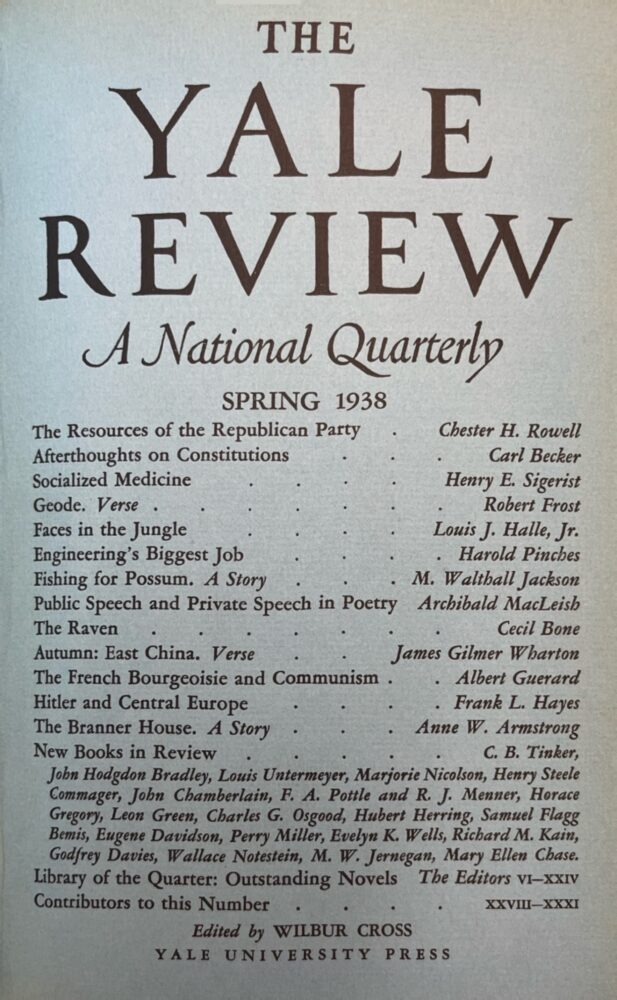 THE
YALE
REVIEW
A National Quarterly
SPRING 1938
The Resources of the Republican Party . Chester H. Rowell
Afterthoughts on Constitutions . . . Carl Becker
Socialized Medicine . . . . Henry E. Sigerist
Geode. Verse . . . . . . . Robert Frost
Faces in the Jungle . . . . Louis J. Halle, Jr.
Engineering's Biggest Job . . . . Harold Pinches
Fishing for Possum. A Story . . . M. Walthall Jackson
Public Speech and Private Speech in Poetry Archibald MacLeish
The Raven . . . . . . . Cecil Bone
Autumn: East China. Verse . . James Gilmer Wharton
The French Bourgeoisie and Communism . . Albert Guerard
Hitler and Central Europe . . . . Frank L. Hayes
The Branner House. A Story . . . Anne W. Armstrong
New Books in Review . . . . . C. B. Tinker,
John Hodgdon Bradley, Louis Untermeyer, Marjorie Nicolson, Henry Steele
Commager, John Chamberlain, F. A. Pottle and R. J. Menner, Horace
Gregory, Leon Green, Charles G. Osgood, Hubert Herring, Samuel Flagg
Bemis, Eugene Davidson, Perry Miller, Evelyn K. Wells, Richard M. Kain,
Godfrey Davies, Wallace Notestein, M. W. Jernegan, Mary Ellen Chase.
Library of the Quarter: Outstanding Novels The Editors VI–XXIV
Contributors to this Number . . . . XXVIII–XXXI
Edited by WILBUR CROSS
YALE UNIVERSITY PRESS